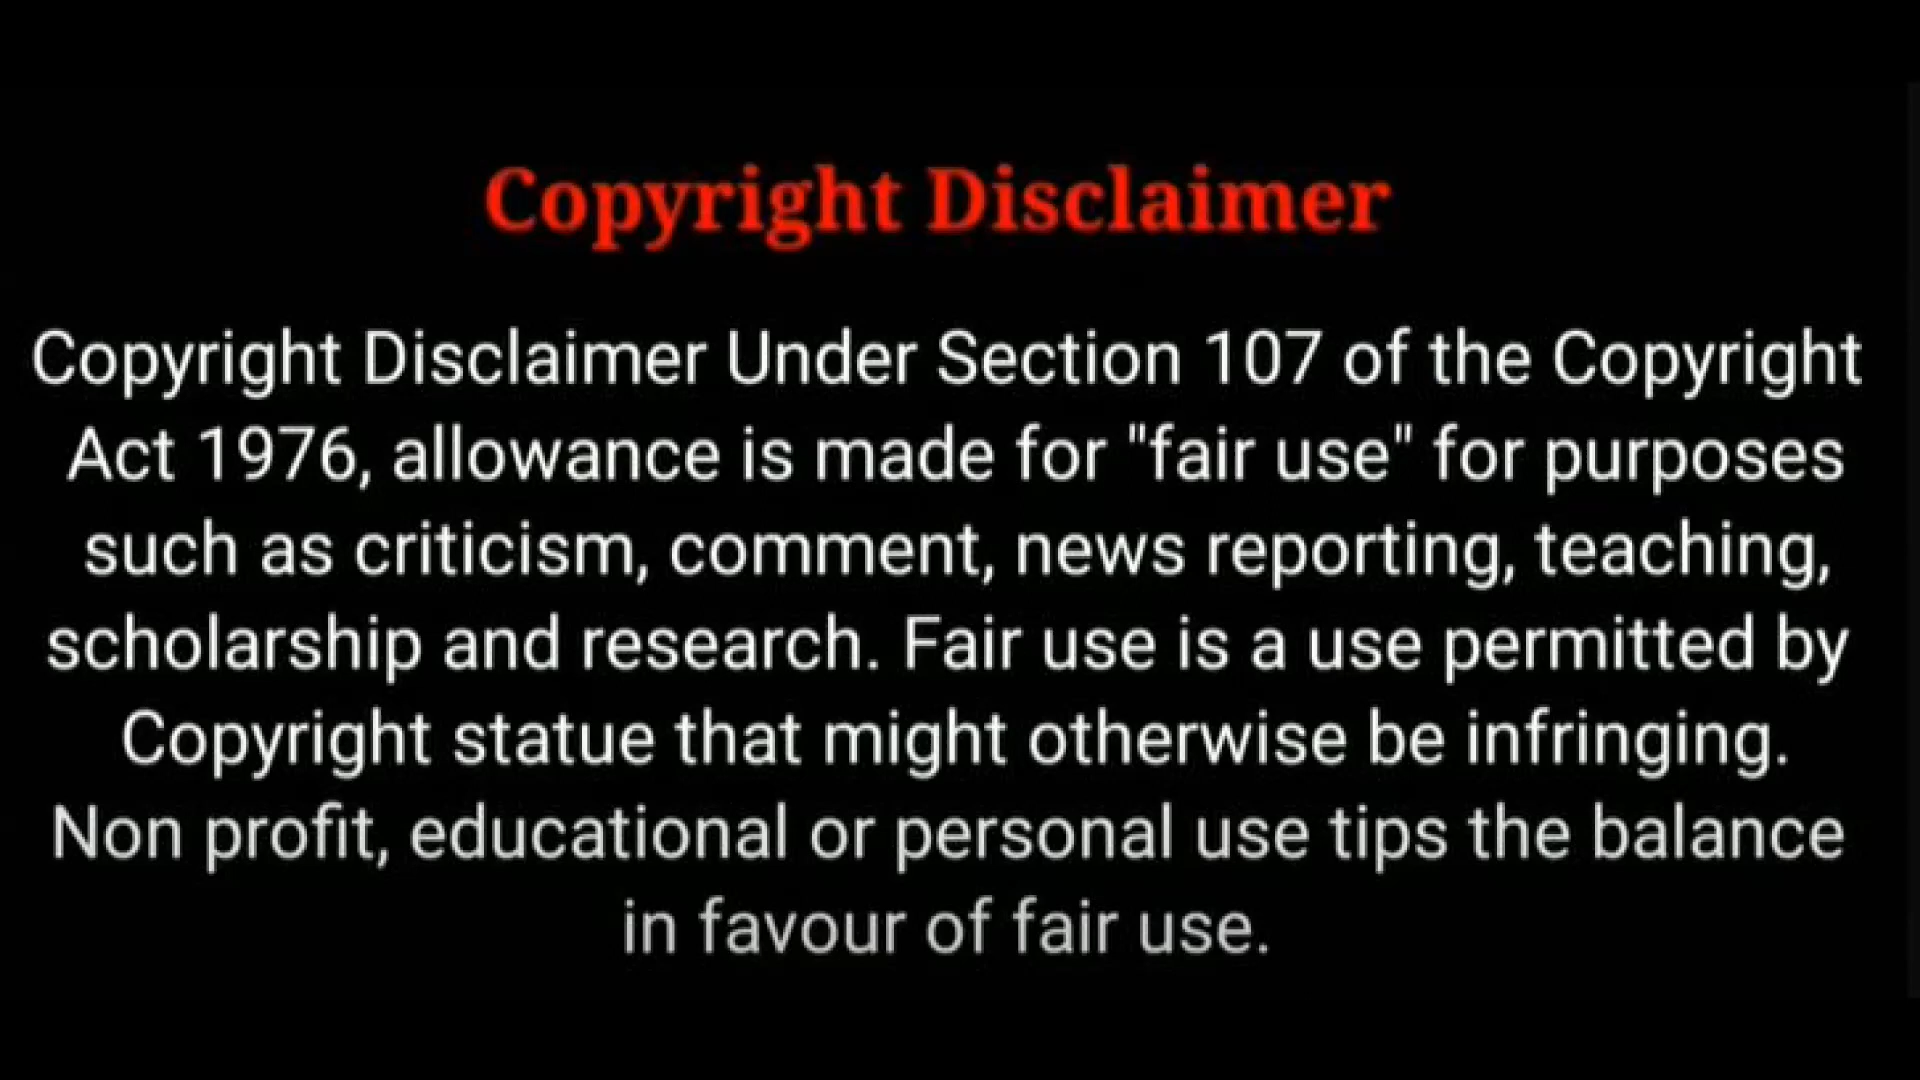 Copyright Disclaimer
Copyright Disclaimer Under Section 107 of the Copyright
Act 1976, allowance is made for "fair use" for purposes
such as criticism, comment, news reporting, teaching,
scholarship and research. Fair use is a use permitted by
Copyright statue that might otherwise be infringing.
Non profit, educational or personal use tips the balance
in favour of fair use.